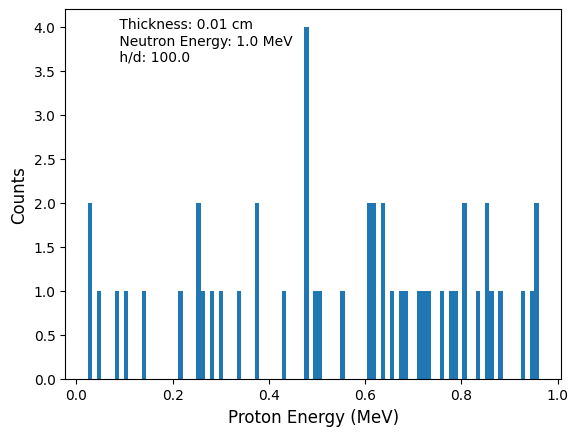 Thickness: 0.01 cm
Neutron Energy: 1.0 MeV
h/d: 100.0
4.0
3.5
3.0
2.5
2.0
1.5
1.0
0.5
0.0
Counts
0.0 0.2 0.4 0.6 0.8 1.0
Proton Energy (MeV)